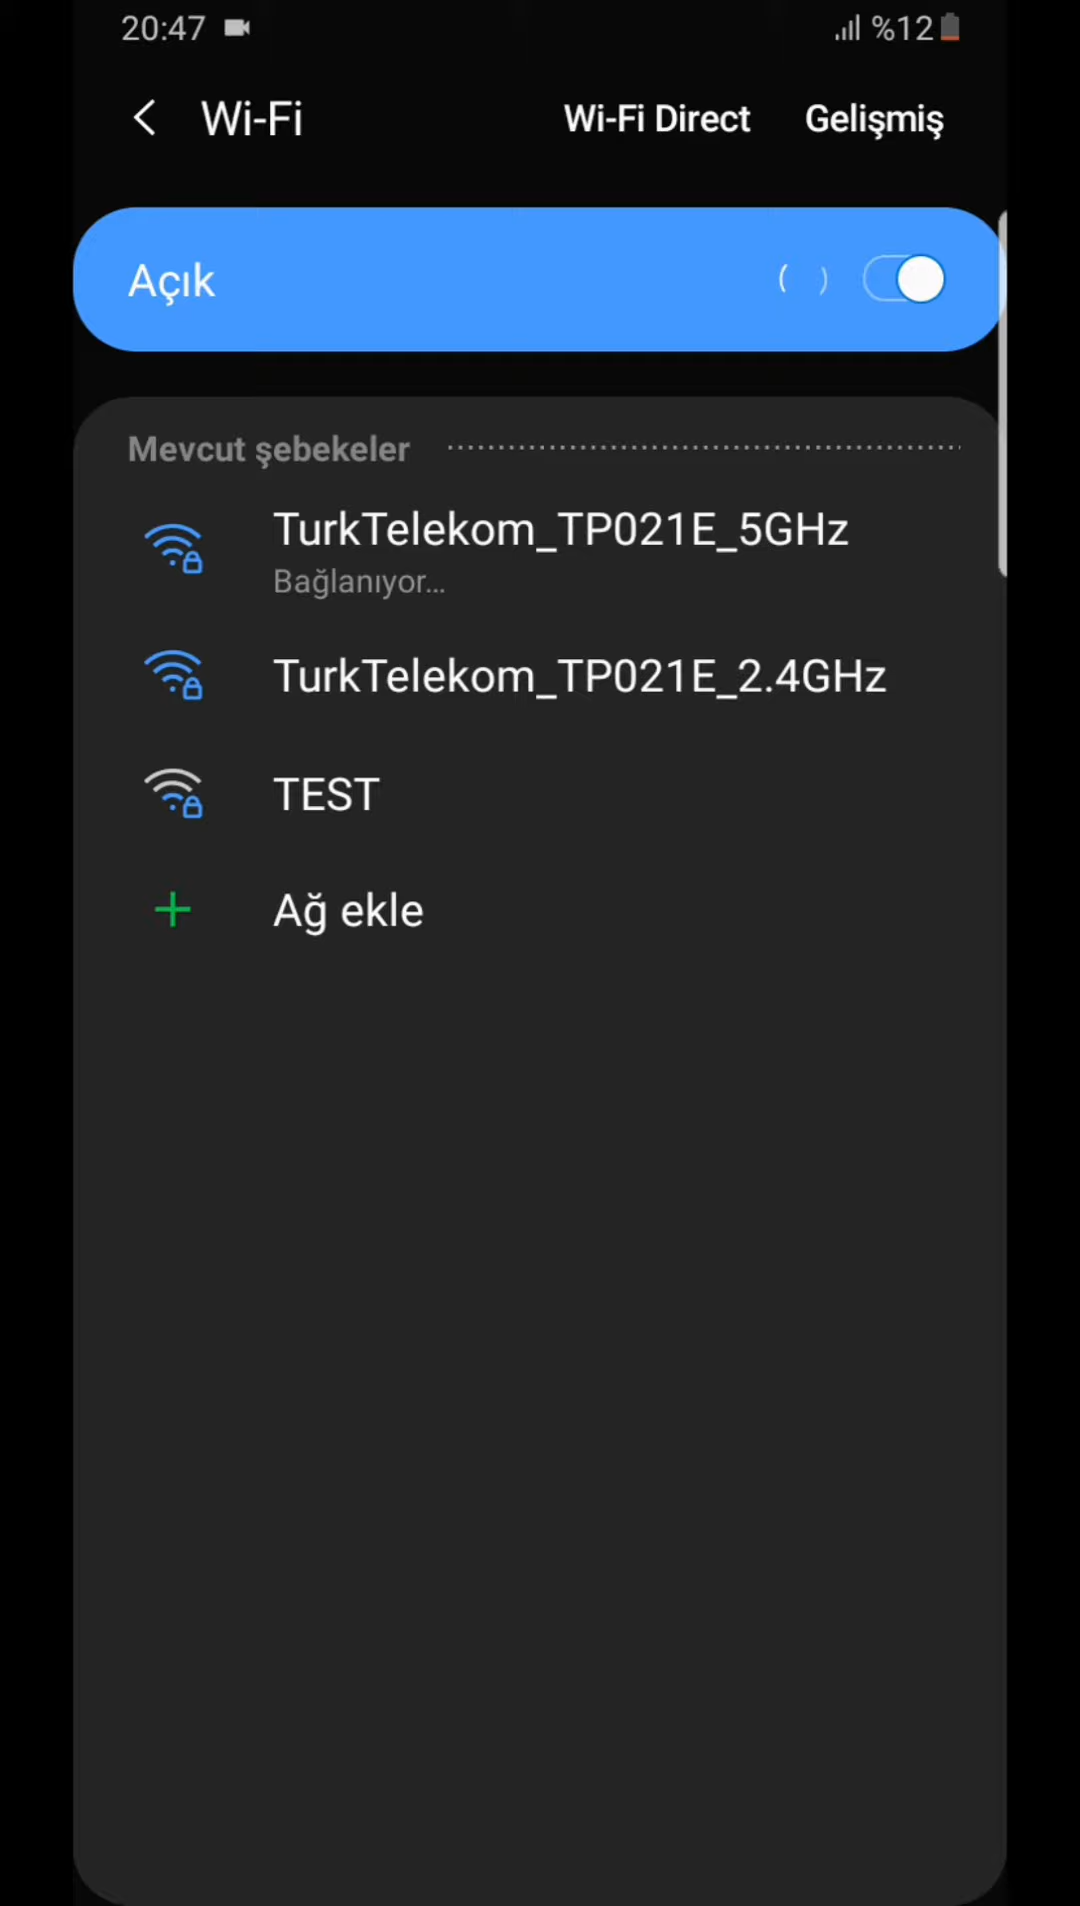 20:47 %12
Wi-Fi Wi-Fi Direct Gelişmiş
Açık
Mevcut şebekeler
TurkTelekom_TP021E_5GHz
Bağlanıyor...
TurkTelekom_TP021E_2.4GHz
TEST
Ağ ekle